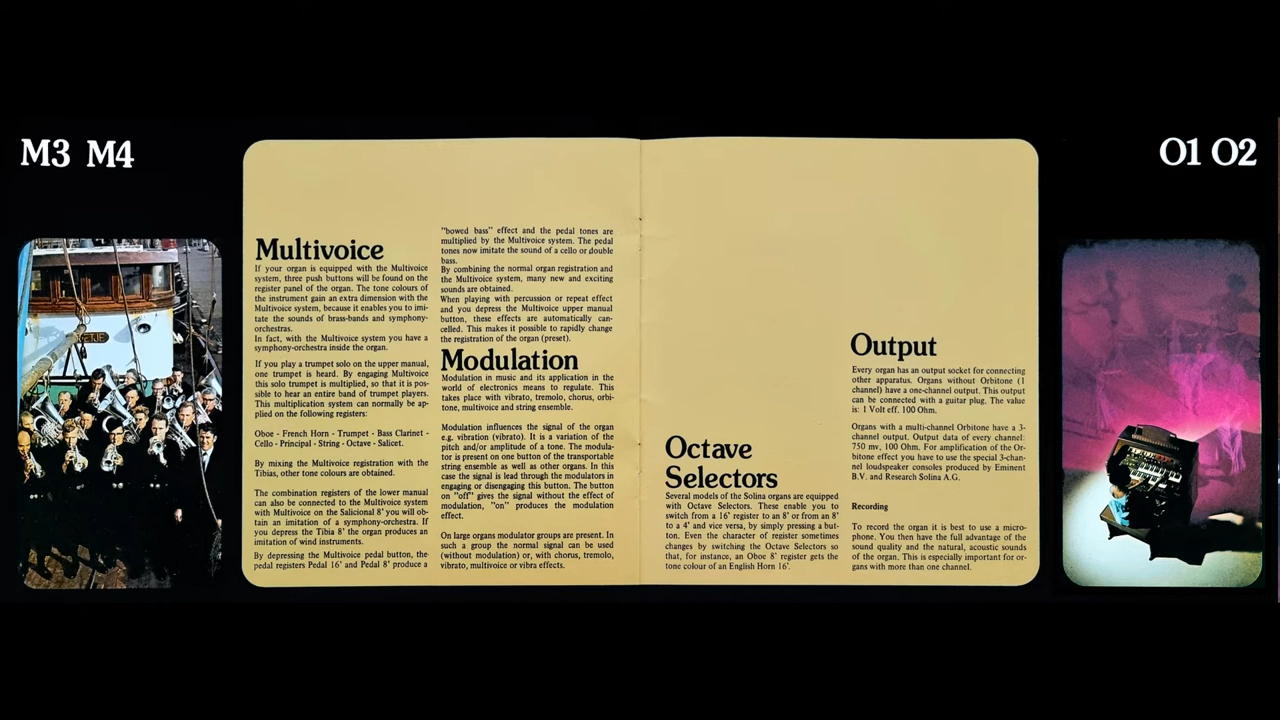 M3 M4
O1 O2
Multivoice
If your organ is equipped with the Multivoice
system, three push buttons will be found on the
register panel of the organ. The tone colours of
the instrument gain an extra dimension with the
Multivoice system, because it enables you to imi-
tate the sounds of brass-bands and symphony-
orchestras.
In fact, with the Multivoice system you have a
symphony-orchestra inside the organ.
If you play a trumpet solo on the upper manual,
one trumpet is heard. By engaging Multivoice
this solo trumpet is multiplied, so that it is pos-
sible to hear an entire band of trumpet players.
This multiplication system can normally be ap-
plied on the following registers:
Oboe - French Horn - Trumpet - Bass Clarinet -
Cello - Principal - String - Octave - Salicet.
By mixing the Multivoice registration with the
Tibias, other tone colours are obtained.
The combination registers of the lower manual
can also be connected to the Multivoice system
with Multivoice on the Salicional 8' you will ob-
tain an imitation of a symphony-orchestra. If
you depress the Tibia 8' the organ produces an
imitation of wind instruments.
By depressing the Multivoice pedal button, the
pedal registers Pedal 16' and Pedal 8' produce a
"bowed bass" effect and the pedal tones are
multiplied by the Multivoice system. The pedal
tones now imitate the sound of a cello or double
bass.
By combining the normal organ registration and
the Multivoice system, many new and exciting
sounds are obtained.
When playing with percussion or repeat effect
and you depress the Multivoice upper manual
button, these effects are automatically can-
celled. This makes it possible to rapidly change
the registration of the organ (preset).
Modulation
Modulation in music and its application in the
world of electronics means to regulate. This
takes place with vibrato, tremolo, chorus, orbi-
tone, multivoice and string ensemble.
Modulation influences the signal of the organ
e.g. vibration (vibrato). It is a variation of the
pitch and/or amplitude of a tone. The modula-
tor is present on one button of the transportable
string ensemble as well as other organs. In this
case the signal is lead through the modulators in
engaging or disengaging this button. The button
on "off" gives the signal without the effect of
modulation, "on" produces the modulation
effect.
On large organs modulator groups are present. In
such a group the normal signal can be used
(without modulation) or, with chorus, tremolo,
vibrato, multivoice or vibra effects.
Octave
Selectors
Several models of the Solina organs are equipped
with Octave Selectors. These enable you to
switch from a 16' register to an 8' or from an 8'
to a 4' and vice versa, by simply pressing a but-
ton. Even the character of register sometimes
changes by switching the Octave Selectors so
that, for instance, an Oboe 8' register gets the
tone colour of an English Horn 16'.
Output
Every organ has an output socket for connecting
other apparatus. Organs without Orbitone (1
channel) have a one-channel output. This output
can be connected with a guitar plug. The value
is: 1 Volt eff. 100 Ohm.
Organs with a multi-channel Orbitone have a 3-
channel output. Output data of every channel:
750 mv, 100 Ohm. For amplification of the Or-
bitone effect you have to use the special 3-chan-
nel loudspeaker consoles produced by Eminent
B.V. and Research Solina A.G.
Recording
To record the organ it is best to use a micro-
phone. You then have the full advantage of the
sound quality and the natural, acoustic sounds
of the organ. This is especially important for or-
gans with more than one channel.